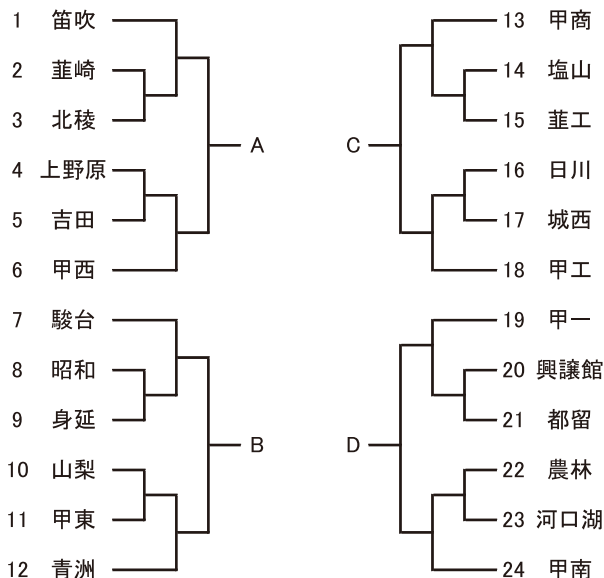 1 笛吹
2 韮崎
3 北稜
4 上野原
5 吉田
6 甲西
A
7 駿台
8 昭和
9 身延
10 山梨
11 甲東
12 青洲
B
13 甲商
14 塩山
15 韮工
16 日川
17 城西
18 甲工
C
19 甲一
20 興譲館
21 都留
22 農林
23 河口湖
24 甲南
D